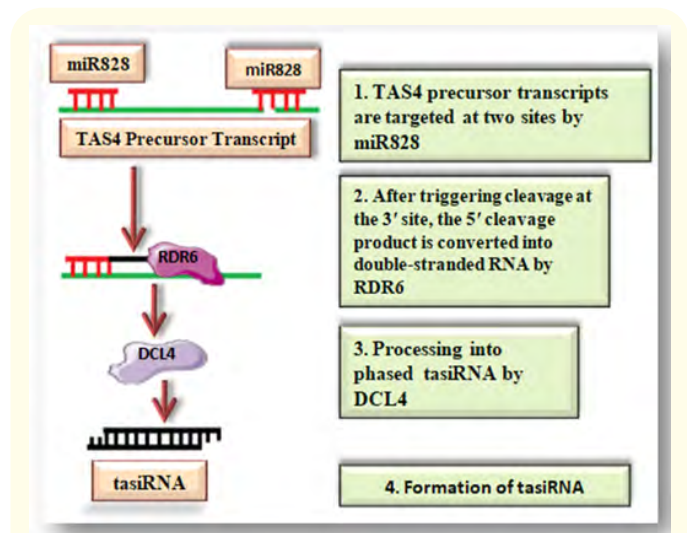 miR828
miR828
TAS4 Precursor Transcript
1. TAS4 precursor transcripts
are targeted at two sites by
miR828
RDR6
2. After triggering cleavage at
the 3′ site, the 5′ cleavage
product is converted into
double-stranded RNA by
RDR6
DCL4
3. Processing into
phased tasiRNA by
DCL4
tasiRNA
4. Formation of tasiRNA